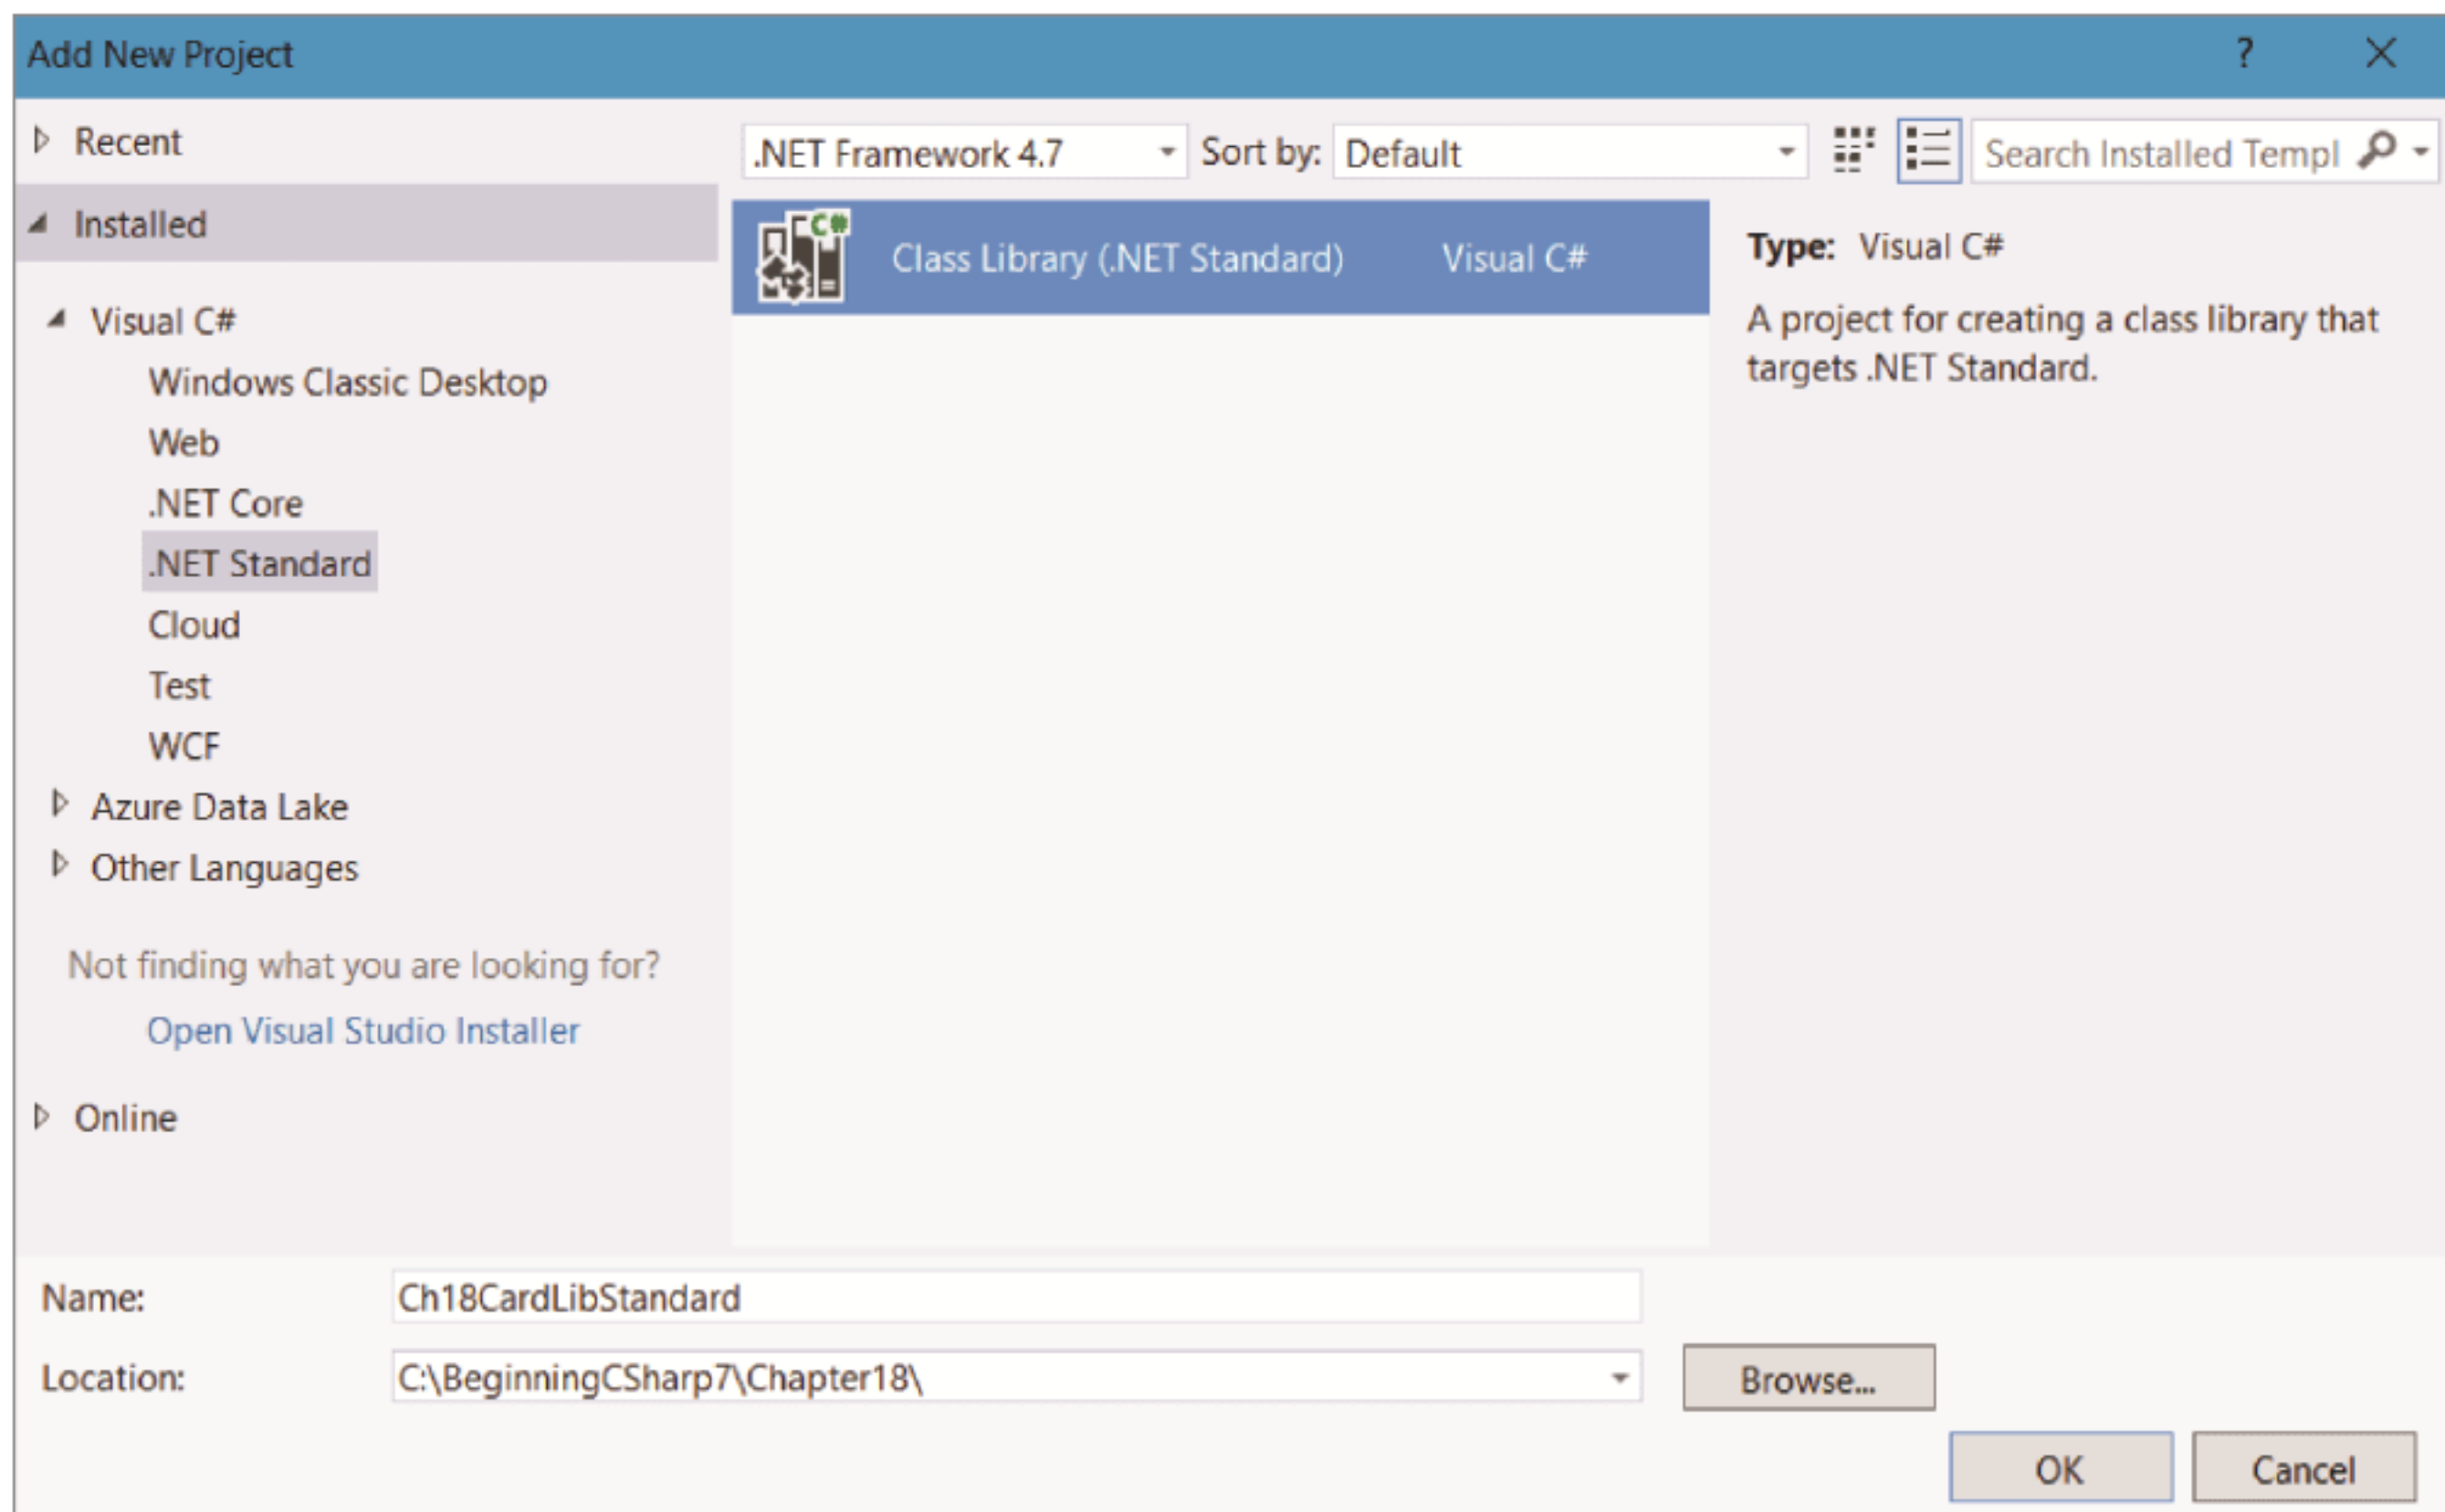 Add New Project
?
Recent
Installed
Visual C#
Windows Classic Desktop
Web
.NET Core
.NET Standard
Cloud
Test
WCF
Azure Data Lake
Other Languages
Not finding what you are looking for?
Open Visual Studio Installer
Online
.NET Framework 4.7
Sort by:
Default
Search Installed Templ
C#
Class Library (.NET Standard)
Visual C#
Type: Visual C#
A project for creating a class library that
targets .NET Standard.
Name:
Ch18CardLibStandard
Location:
C:\BeginningCSharp7\Chapter18\
Browse...
OK
Cancel